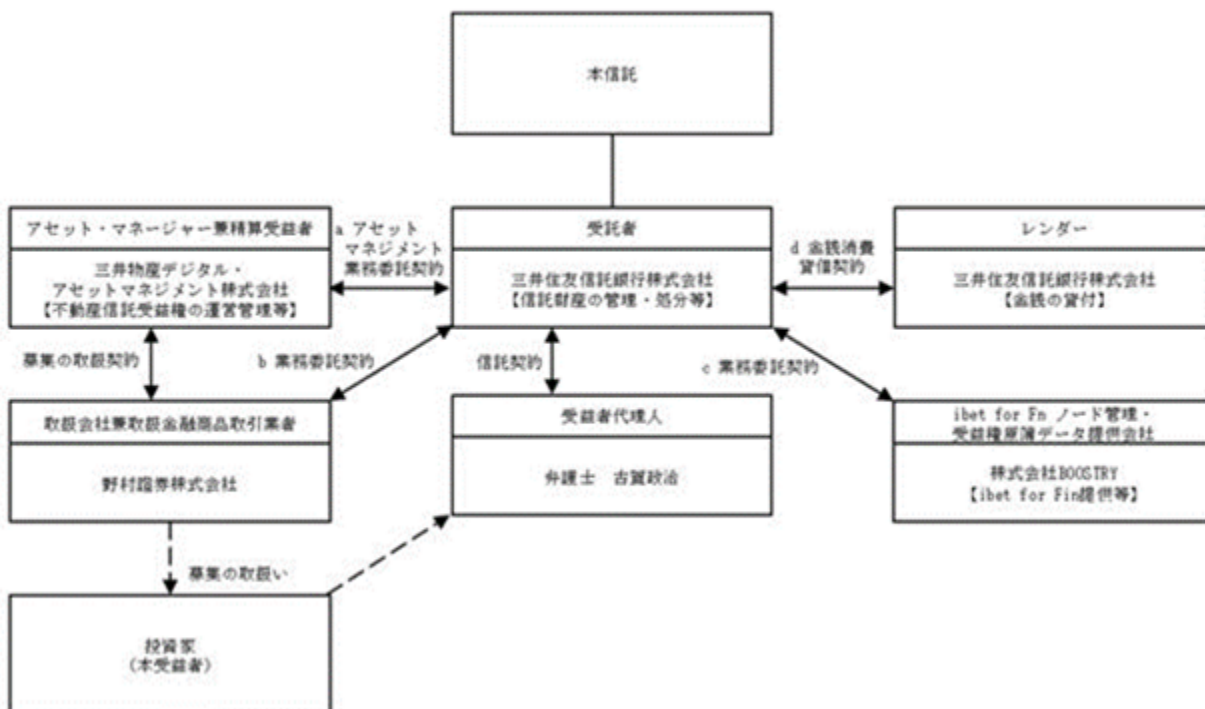 本信託
アセット・マネージャー兼精算受益者
三井物産デジタル・
アセットマネジメント株式会社
【不動産信託受益権の運営管理等】
a アセット
マネジメント
業務委託契約
受託者
三井住友信託銀行株式会社
【信託財産の管理・処分等】
d 金銭消費
貸借契約
レンダー
三井住友信託銀行株式会社
【金銭の貸付】
募集の取扱契約
b 業務委託契約
信託契約
c 業務委託契約
取扱会社兼取扱金融商品取引業者
野村證券株式会社
受益者代理人
弁護士　古賀政治
ibet for Fn ノード管理・
受益権原簿データ提供会社
株式会社BOOSTRY
【ibet for Fin提供等】
募集の取扱い
投資家
（本受益者）